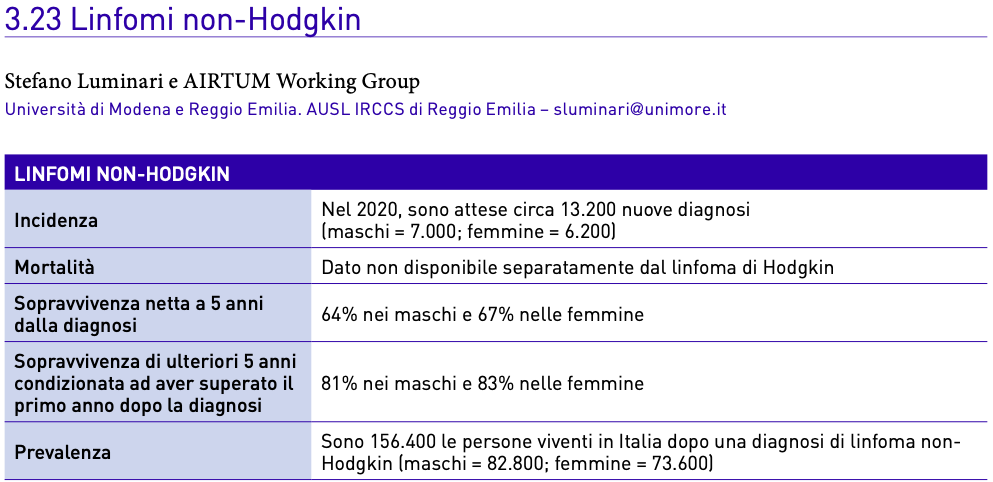 3.23 Linfomi non-Hodgkin
Stefano Luminari e AIRTUM Working Group
Università di Modena e Reggio Emilia. AUSL IRCCS di Reggio Emilia – sluminari@unimore.it
LINFOMI NON-HODGKIN
Incidenza
Nel 2020, sono attese circa 13.200 nuove diagnosi
(maschi = 7.000; femmine = 6.200)
Mortalità
Dato non disponibile separatamente dal linfoma di Hodgkin
Sopravvivenza netta a 5 anni
dalla diagnosi
64% nei maschi e 67% nelle femmine
Sopravvivenza di ulteriori 5 anni
condizionata ad aver superato il
primo anno dopo la diagnosi
81% nei maschi e 83% nelle femmine
Prevalenza
Sono 156.400 le persone viventi in Italia dopo una diagnosi di linfoma non-
Hodgkin (maschi = 82.800; femmine = 73.600)